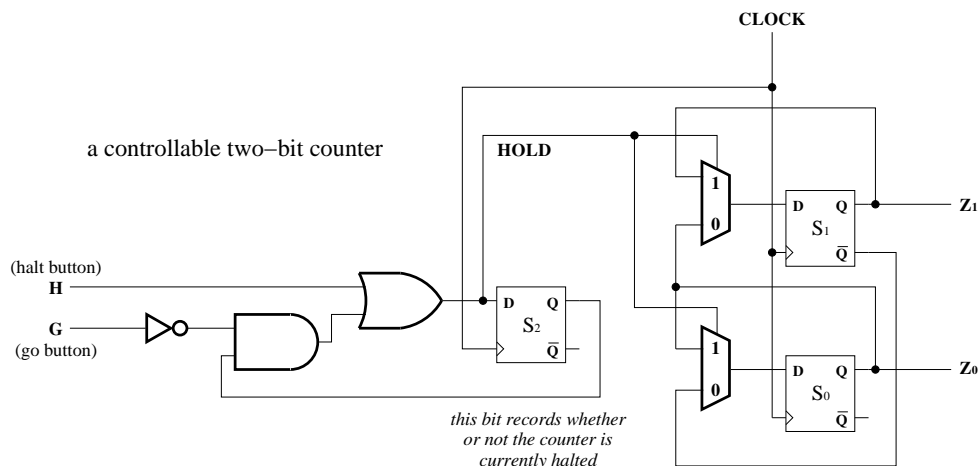 CLOCK
a controllable two−bit counter
HOLD
1
0
D Q
S1
Q
Z1
(halt button)
H
G
(go button)
D Q
S2
Q
1
0
D Q
S0
Q
Z0
this bit records whether
or not the counter is
currently halted